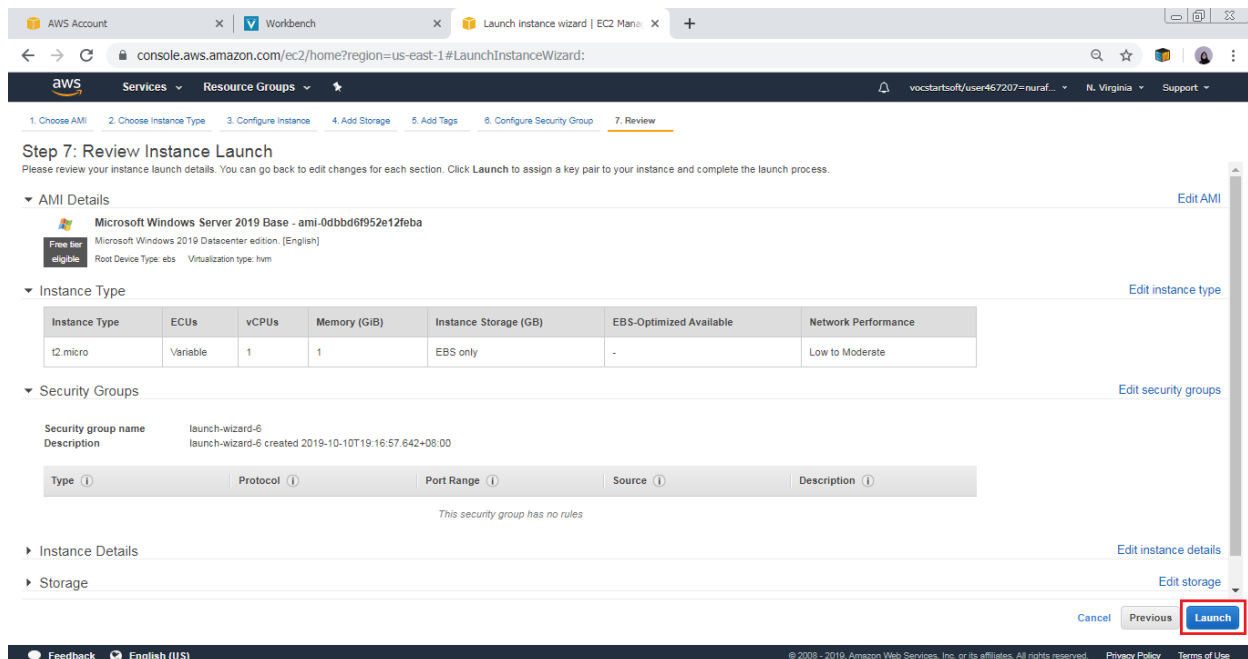 AWS Account
Workbench
Launch instance wizard | EC2 Mana
console.aws.amazon.com/ec2/home?region=us-east-1#LaunchInstanceWizard:
aws Services Resource Groups vocstartsoft/user467207=nuraf... N. Virginia Support
1. Choose AMI 2. Choose Instance Type 3. Configure Instance 4. Add Storage 5. Add Tags 6. Configure Security Group 7. Review
Step 7: Review Instance Launch
Please review your instance launch details. You can go back to edit changes for each section. Click Launch to assign a key pair to your instance and complete the launch process.
AMI Details Edit AMI
Microsoft Windows Server 2019 Base - ami-0dbbd6f952e12feba
Free tier eligible
Microsoft Windows 2019 Datacenter edition. [English]
Root Device Type: ebs Virtualization type: hvm
Instance Type Edit instance type
Instance Type ECUs vCPUs Memory (GiB) Instance Storage (GB) EBS-Optimized Available Network Performance
t2.micro Variable 1 1 EBS only - Low to Moderate
Security Groups Edit security groups
Security group name launch-wizard-6
Description launch-wizard-6 created 2019-10-10T19:16:57.642+08:00
Type Protocol Port Range Source Description
This security group has no rules
Instance Details Edit instance details
Storage Edit storage
Cancel Previous Launch
Feedback English (US) © 2008 - 2019, Amazon Web Services, Inc. or its affiliates. All rights reserved. Privacy Policy Terms of Use